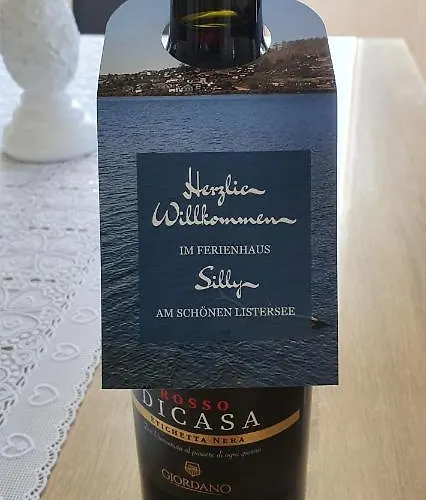 Herzlich
Willkommen
IM FERIENHAUS
Silly
AM SCHÖNEN LISTERSEE
ROSSO
DICASA
ETICHETTA NERA
GIORDANO